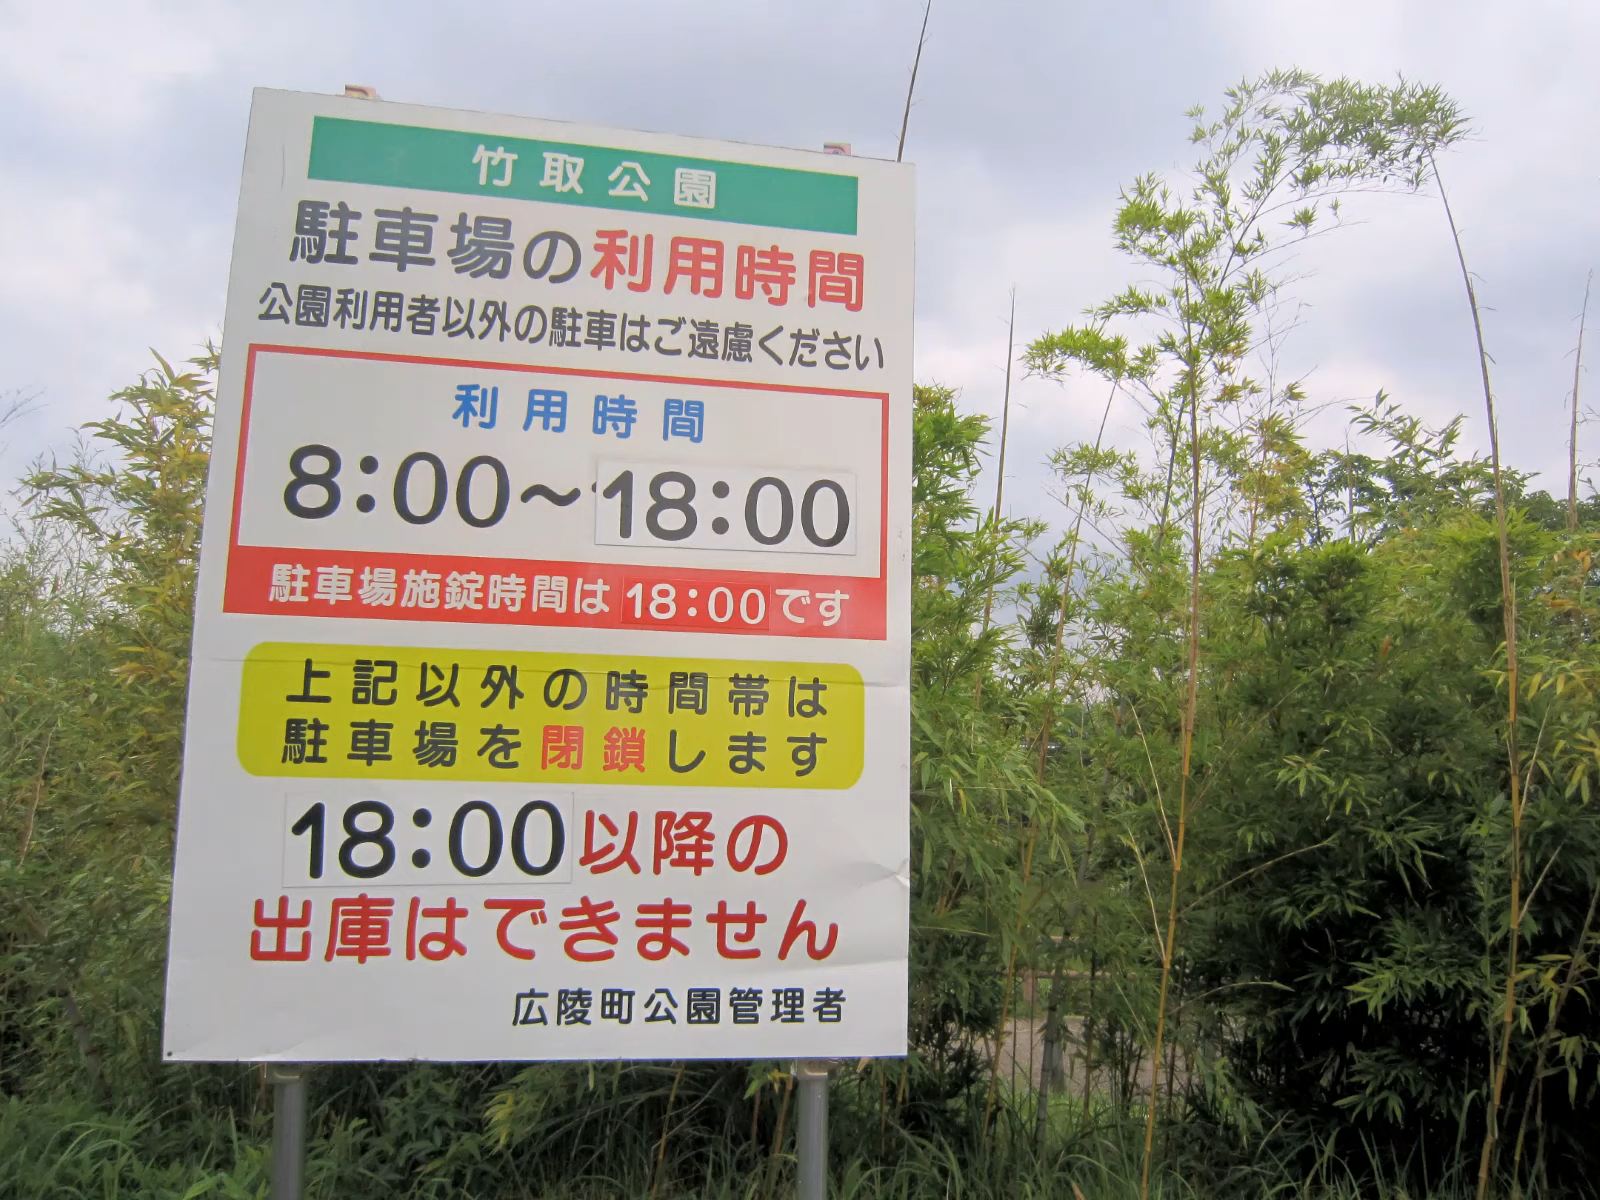 竹取公園
駐車場の利用時間
公園利用者以外の駐車はご遠慮ください
利用時間
8:00～18:00
駐車場施錠時間は18:00です
上記以外の時間帯は
駐車場を閉鎖します
18:00以降の
出庫はできません
広陵町公園管理者